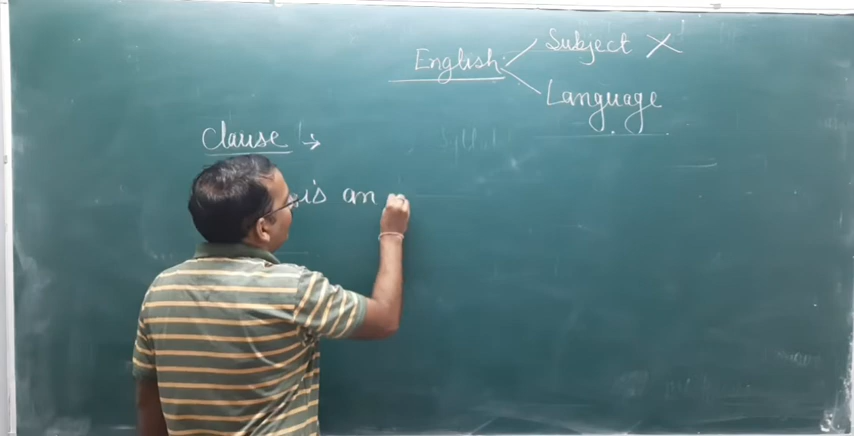 English
Subject X
Language
Clause :→
is an